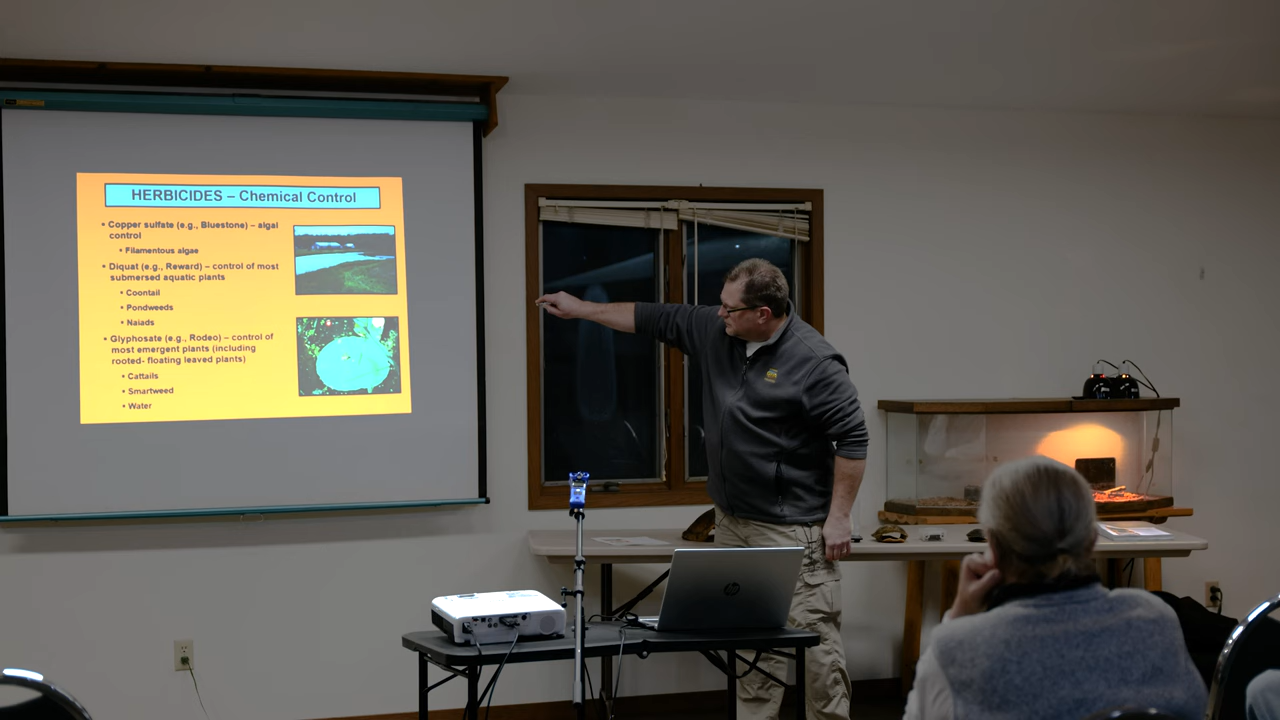 HERBICIDES – Chemical Control
• Copper sulfate (e.g., Bluestone) – algal
control
• Filamentous algae
• Diquat (e.g., Reward) – control of most
submersed aquatic plants
• Coontail
• Pondweeds
• Naiads
• Glyphosate (e.g., Rodeo) – control of
most emergent plants (including
rooted- floating leaved plants)
• Cattails
• Smartweed
• Water
hp